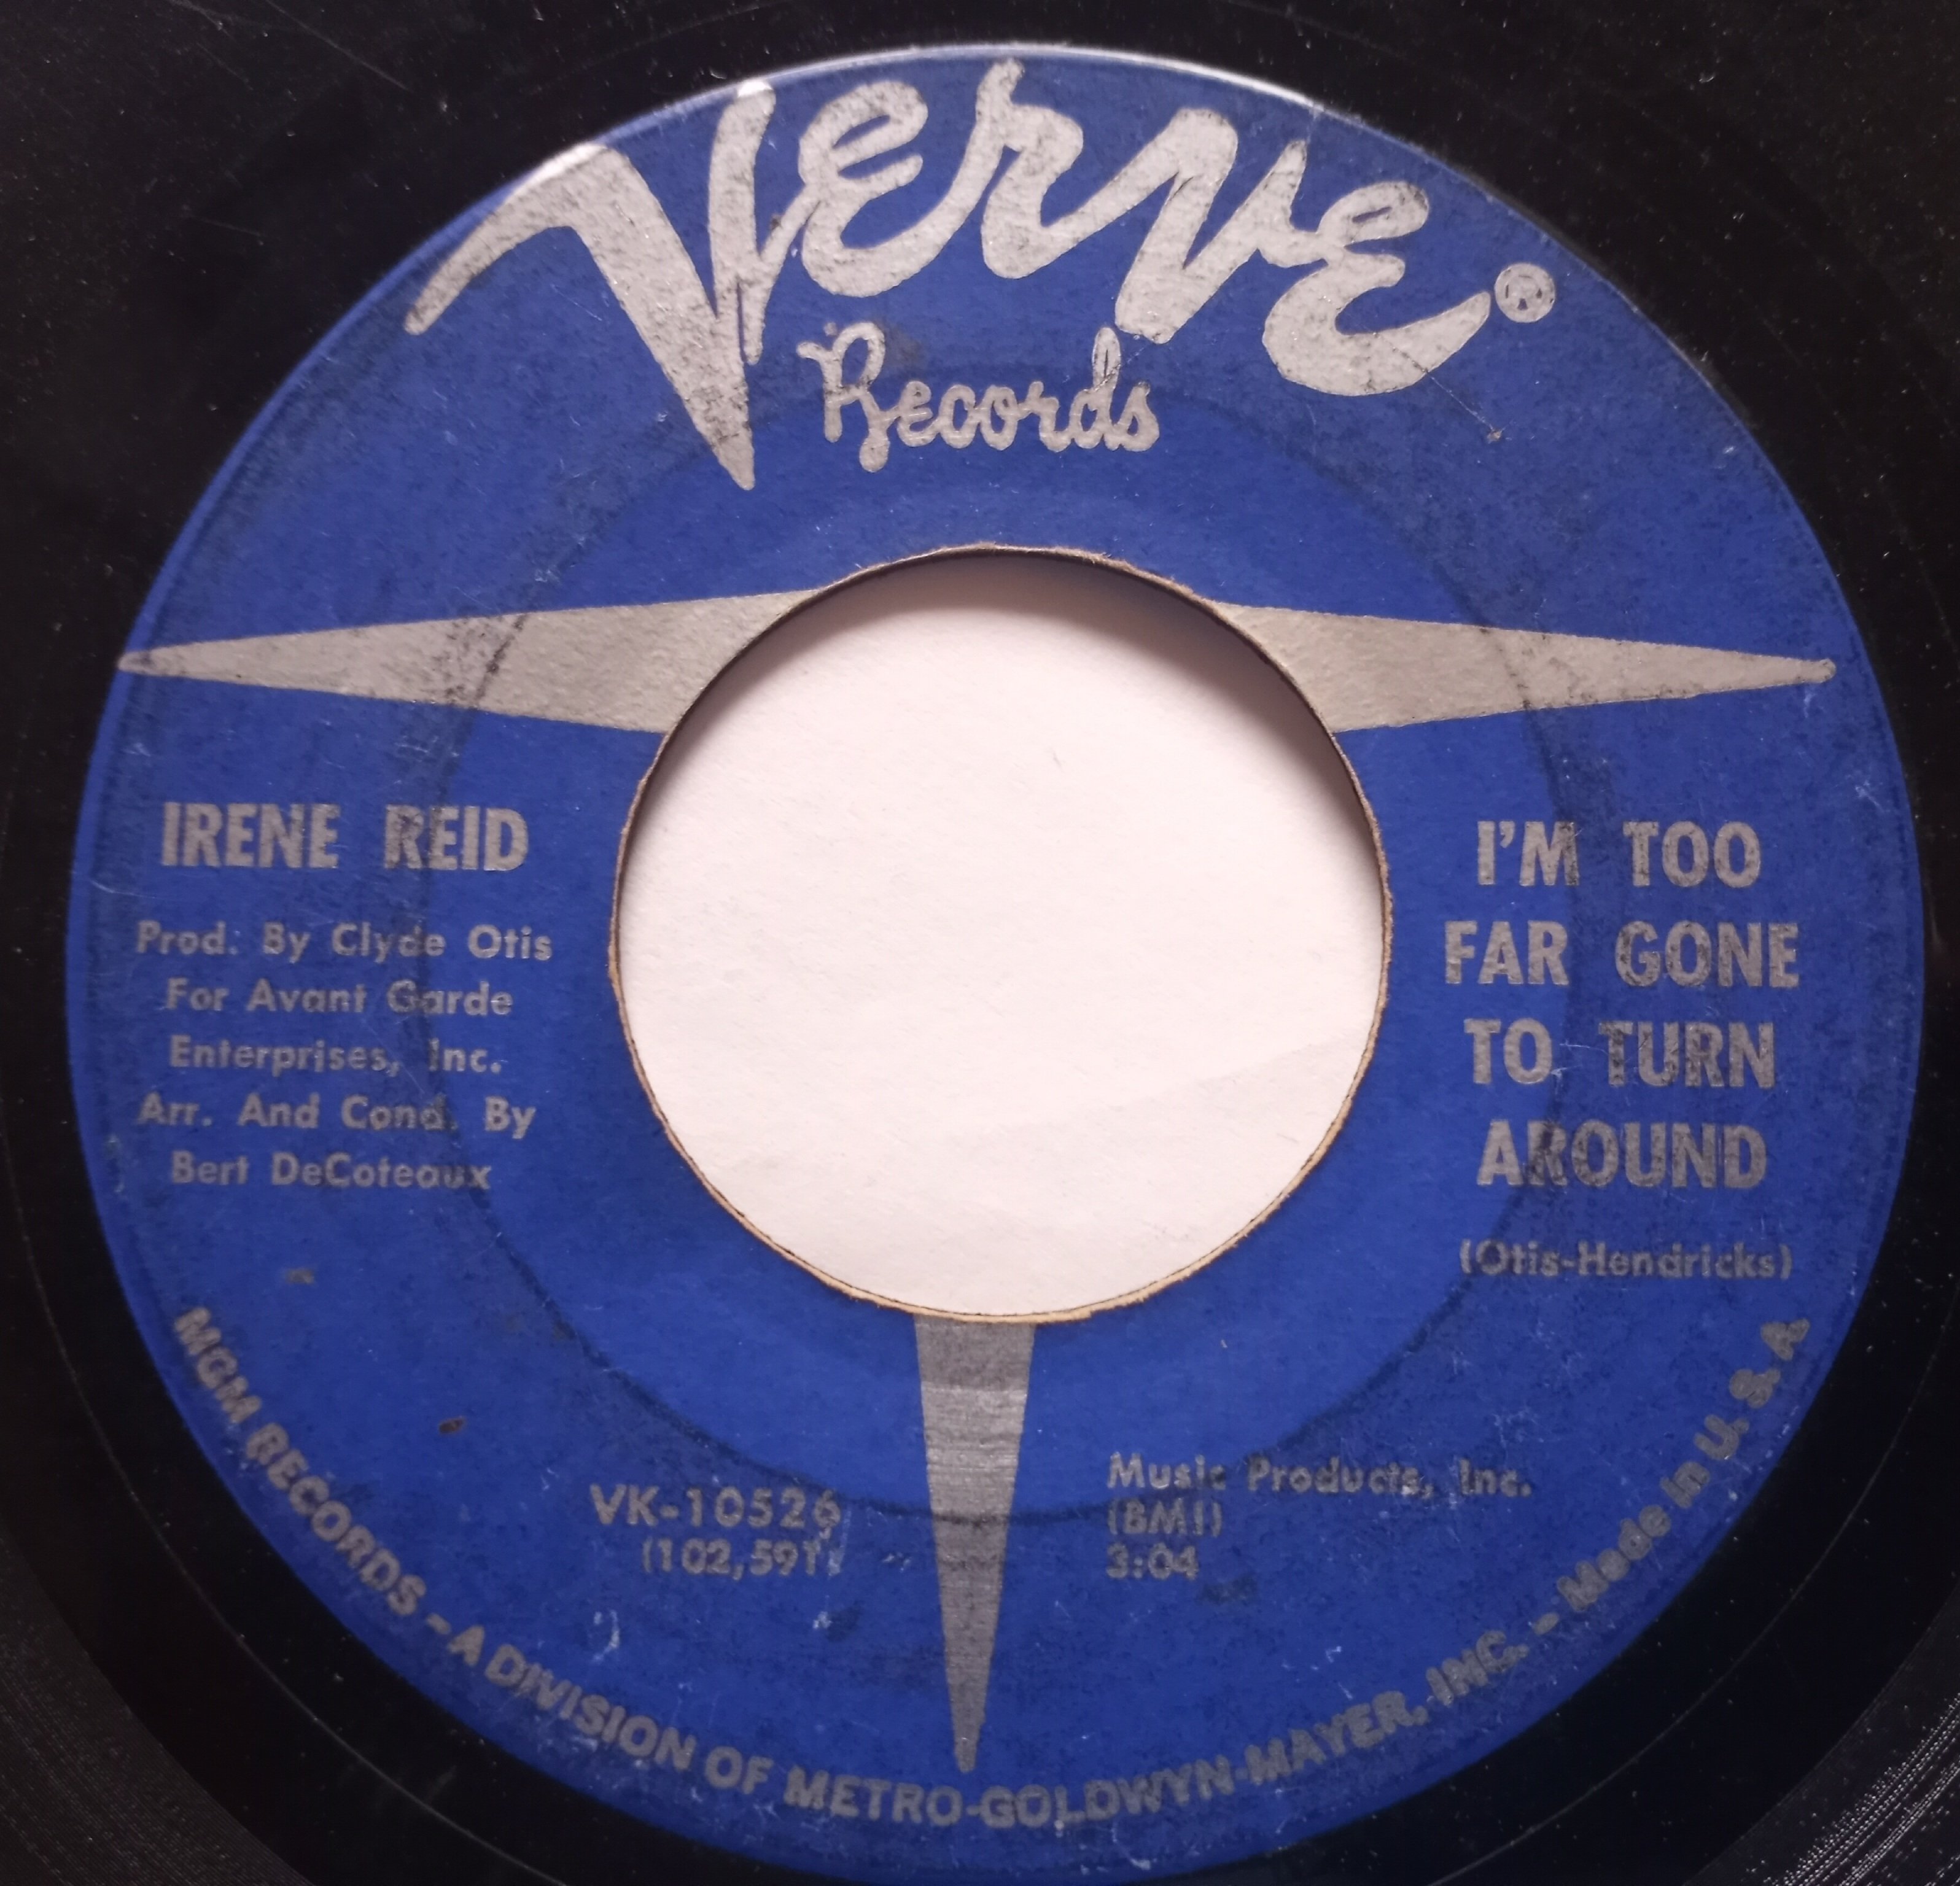 Verve®
Records
IRENE REID
Prod. By Clyde Otis
For Avant Garde
Enterprises, Inc.
Arr. And Cond. By
Bert DeCoteaux
I'M TOO
FAR GONE
TO TURN
AROUND
(Otis-Hendricks)
VK-10526
(102,591)
Music Products, Inc.
(BMI)
3:04
MGM RECORDS - A DIVISION OF METRO-GOLDWYN-MAYER, INC. - Made in U.S.A